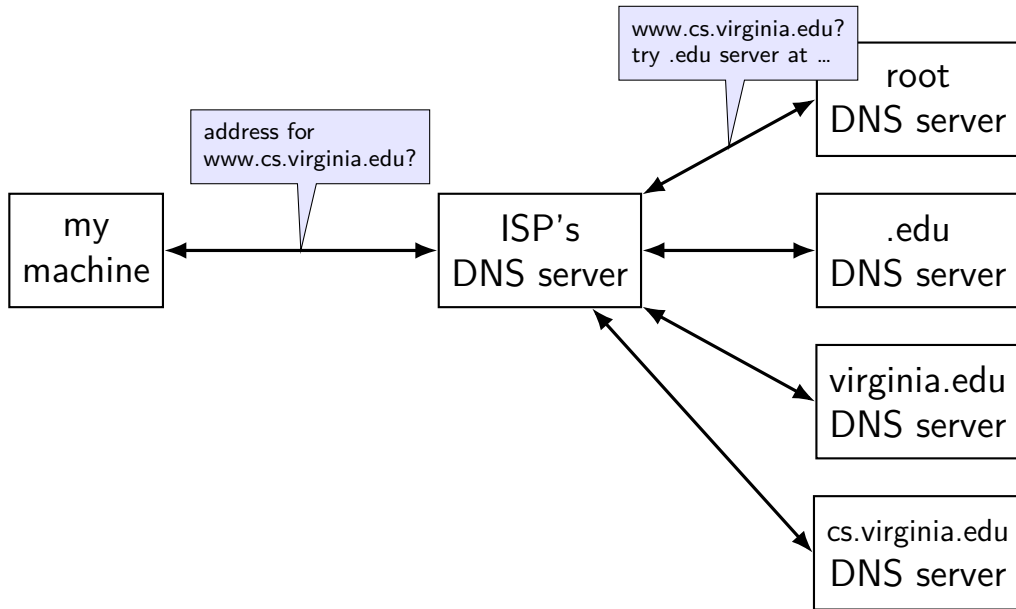 www.cs.virginia.edu?
try .edu server at …
root
DNS server
address for
www.cs.virginia.edu?
my
machine
ISP's
DNS server
.edu
DNS server
virginia.edu
DNS server
cs.virginia.edu
DNS server